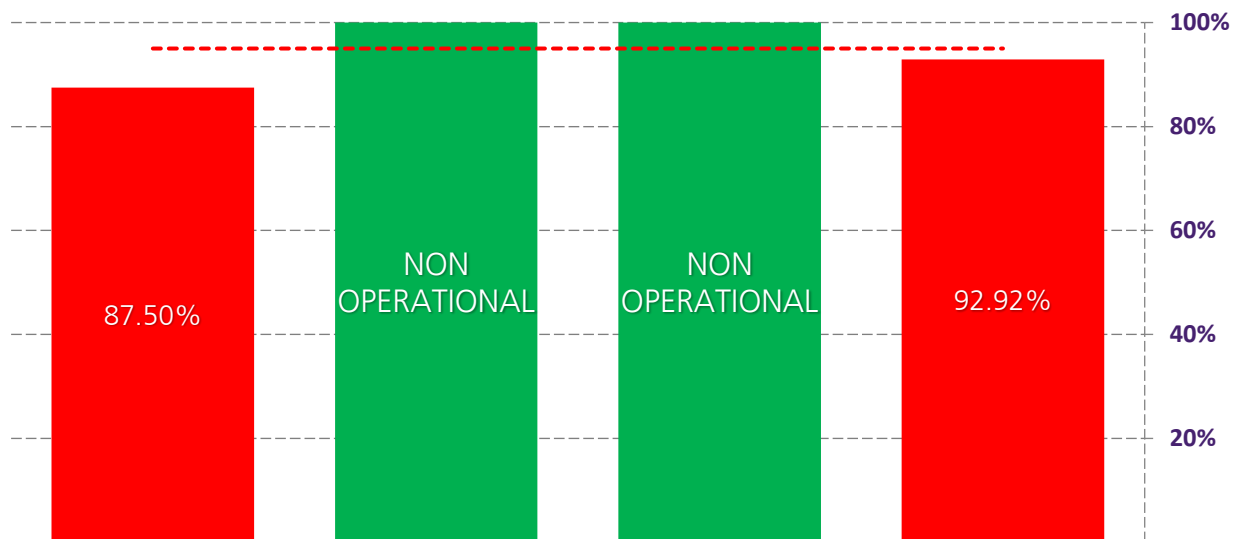 100%
80%
60%
40%
20%
87.50%
NON
OPERATIONAL
NON
OPERATIONAL
92.92%